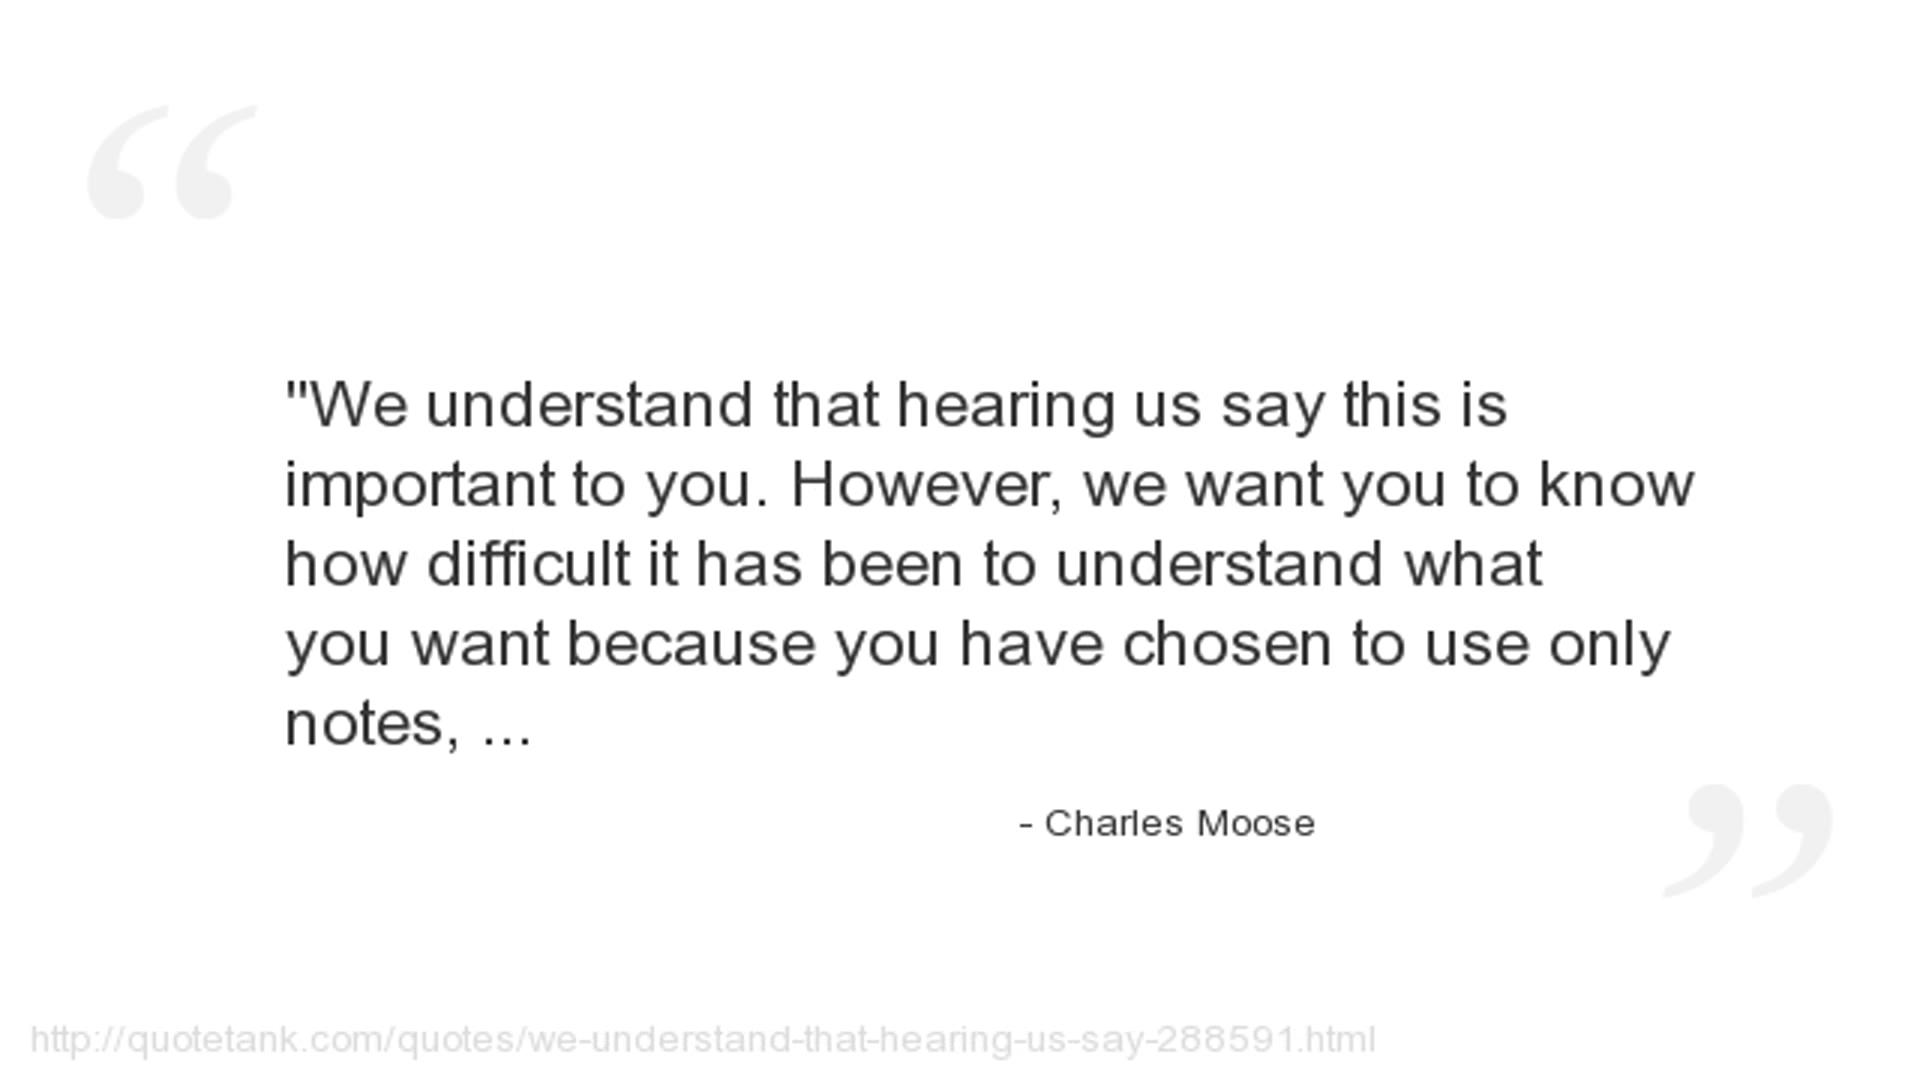 "We understand that hearing us say this is
important to you. However, we want you to know
how difficult it has been to understand what
you want because you have chosen to use only
notes, ...
- Charles Moose
http://quotetank.com/quotes/we-understand-that-hearing-us-say-288591.html